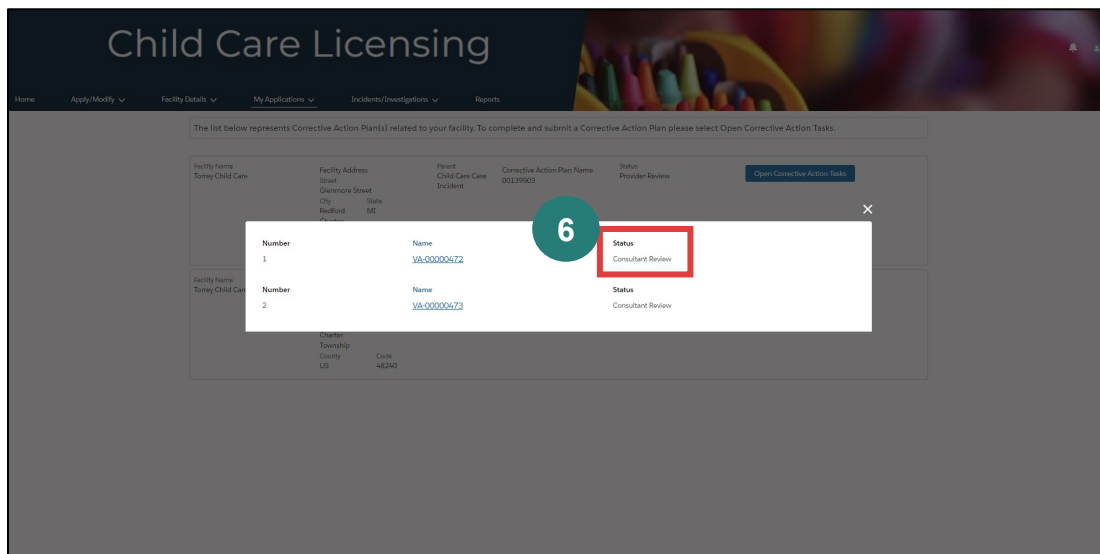 Child Care Licensing
Home Apply/Modify Facility Details My Applications Incidents/Investigations Reports
The list below represents Corrective Action Plan(s) related to your facility. To complete and submit a Corrective Action Plan please select Open Corrective Action Tasks.
Facility Name
Torrey Child Care
Facility Address
Street
Glenmore Street
City State
Redford MI
Charter
Parent
Child Care Case
Incident
Corrective Action Plan Name
00139903
Status
Provider Review
Open Corrective Action Tasks
6
Number Name Status
1 VA-00000472 Consultant Review
Number Name Status
2 VA-00000473 Consultant Review
Facility Name
Torrey Child Care
Charter
Township
County Code
US 48240